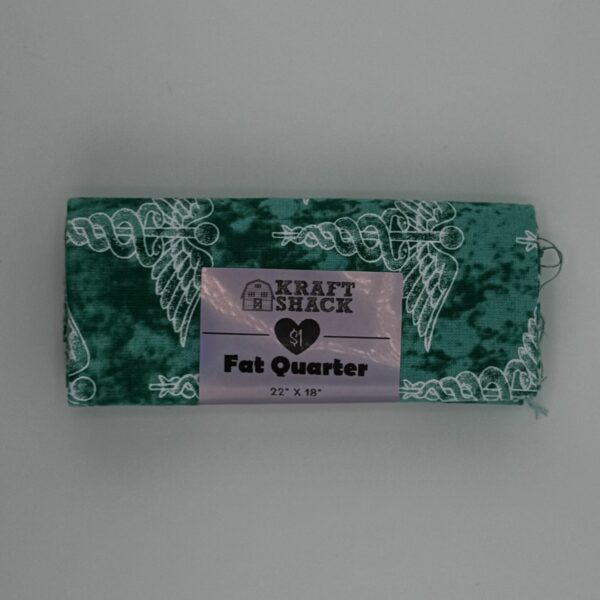 KRAFT
SHACK
$1
Fat Quarter
22" X 18"